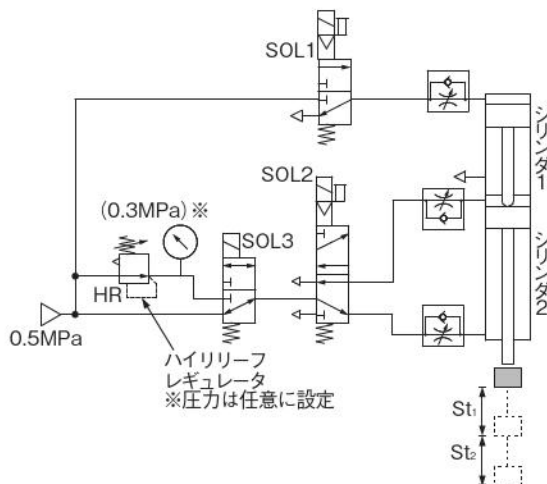 SOL1
SOL2
(0.3MPa)※
SOL3
HR
0.5MPa
ハイリリーフ
レギュレータ
※圧力は任意に設定
シリンダ1
シリンダ2
St₁
St₂